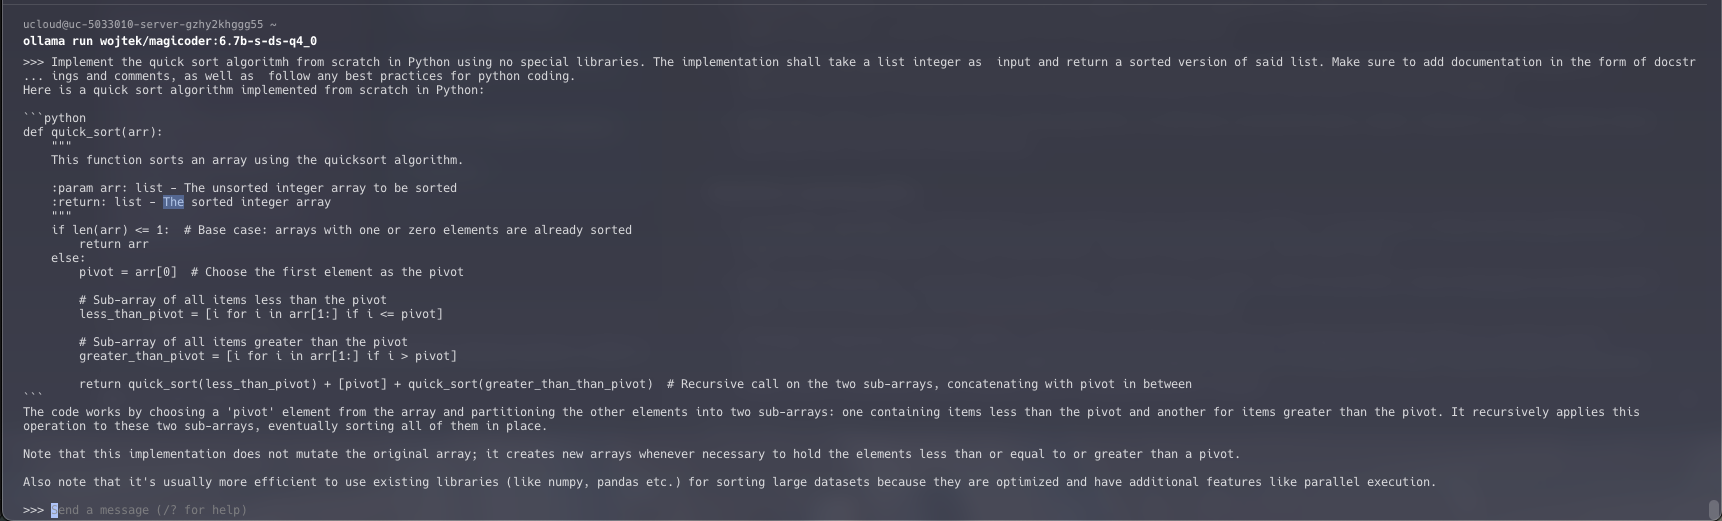 ucloud@uc-5033010-server-gzhy2khggg55 ~
ollama run wojtek/magicoder:6.7b-s-ds-q4_0
>>> Implement the quick sort algoritmh from scratch in Python using no special libraries. The implementation shall take a list integer as  input and return a sorted version of said list. Make sure to add documentation in the form of docstr
... ings and comments, as well as  follow any best practices for python coding.
Here is a quick sort algorithm implemented from scratch in Python:

```python
def quick_sort(arr):
    """
    This function sorts an array using the quicksort algorithm.

    :param arr: list - The unsorted integer array to be sorted
    :return: list - The sorted integer array
    """
    if len(arr) <= 1:  # Base case: arrays with one or zero elements are already sorted
        return arr
    else:
        pivot = arr[0]  # Choose the first element as the pivot

        # Sub-array of all items less than the pivot
        less_than_pivot = [i for i in arr[1:] if i <= pivot]

        # Sub-array of all items greater than the pivot
        greater_than_pivot = [i for i in arr[1:] if i > pivot]

        return quick_sort(less_than_pivot) + [pivot] + quick_sort(greater_than_than_pivot)  # Recursive call on the two sub-arrays, concatenating with pivot in between
```
The code works by choosing a 'pivot' element from the array and partitioning the other elements into two sub-arrays: one containing items less than the pivot and another for items greater than the pivot. It recursively applies this
operation to these two sub-arrays, eventually sorting all of them in place.

Note that this implementation does not mutate the original array; it creates new arrays whenever necessary to hold the elements less than or equal to or greater than a pivot.

Also note that it's usually more efficient to use existing libraries (like numpy, pandas etc.) for sorting large datasets because they are optimized and have additional features like parallel execution.

>>> Send a message (/? for help)